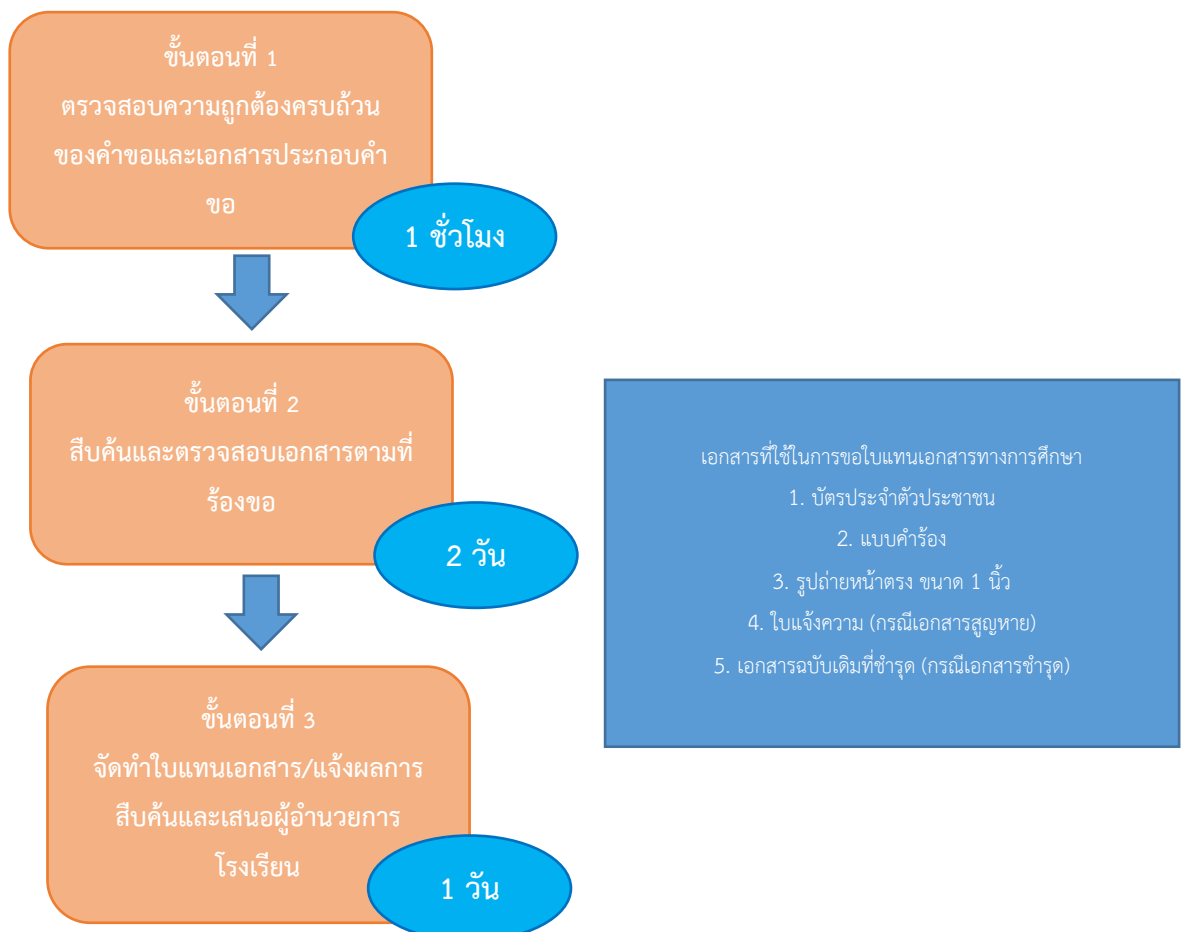 ขั้นตอนที่ 1
ตรวจสอบความถูกต้องครบถ้วน
ของคำขอและเอกสารประกอบคำ
ขอ
1 ชั่วโมง
ขั้นตอนที่ 2
สืบค้นและตรวจสอบเอกสารตามที่
ร้องขอ
2 วัน
ขั้นตอนที่ 3
จัดทำใบแทนเอกสาร/แจ้งผลการ
สืบค้นและเสนอผู้อำนวยการ
โรงเรียน
1 วัน
เอกสารที่ใช้ในการขอใบแทนเอกสารทางการศึกษา
1. บัตรประจำตัวประชาชน
2. แบบคำร้อง
3. รูปถ่ายหน้าตรง ขนาด 1 นิ้ว
4. ใบแจ้งความ (กรณีเอกสารสูญหาย)
5. เอกสารฉบับเดิมที่ชำรุด (กรณีเอกสารชำรุด)